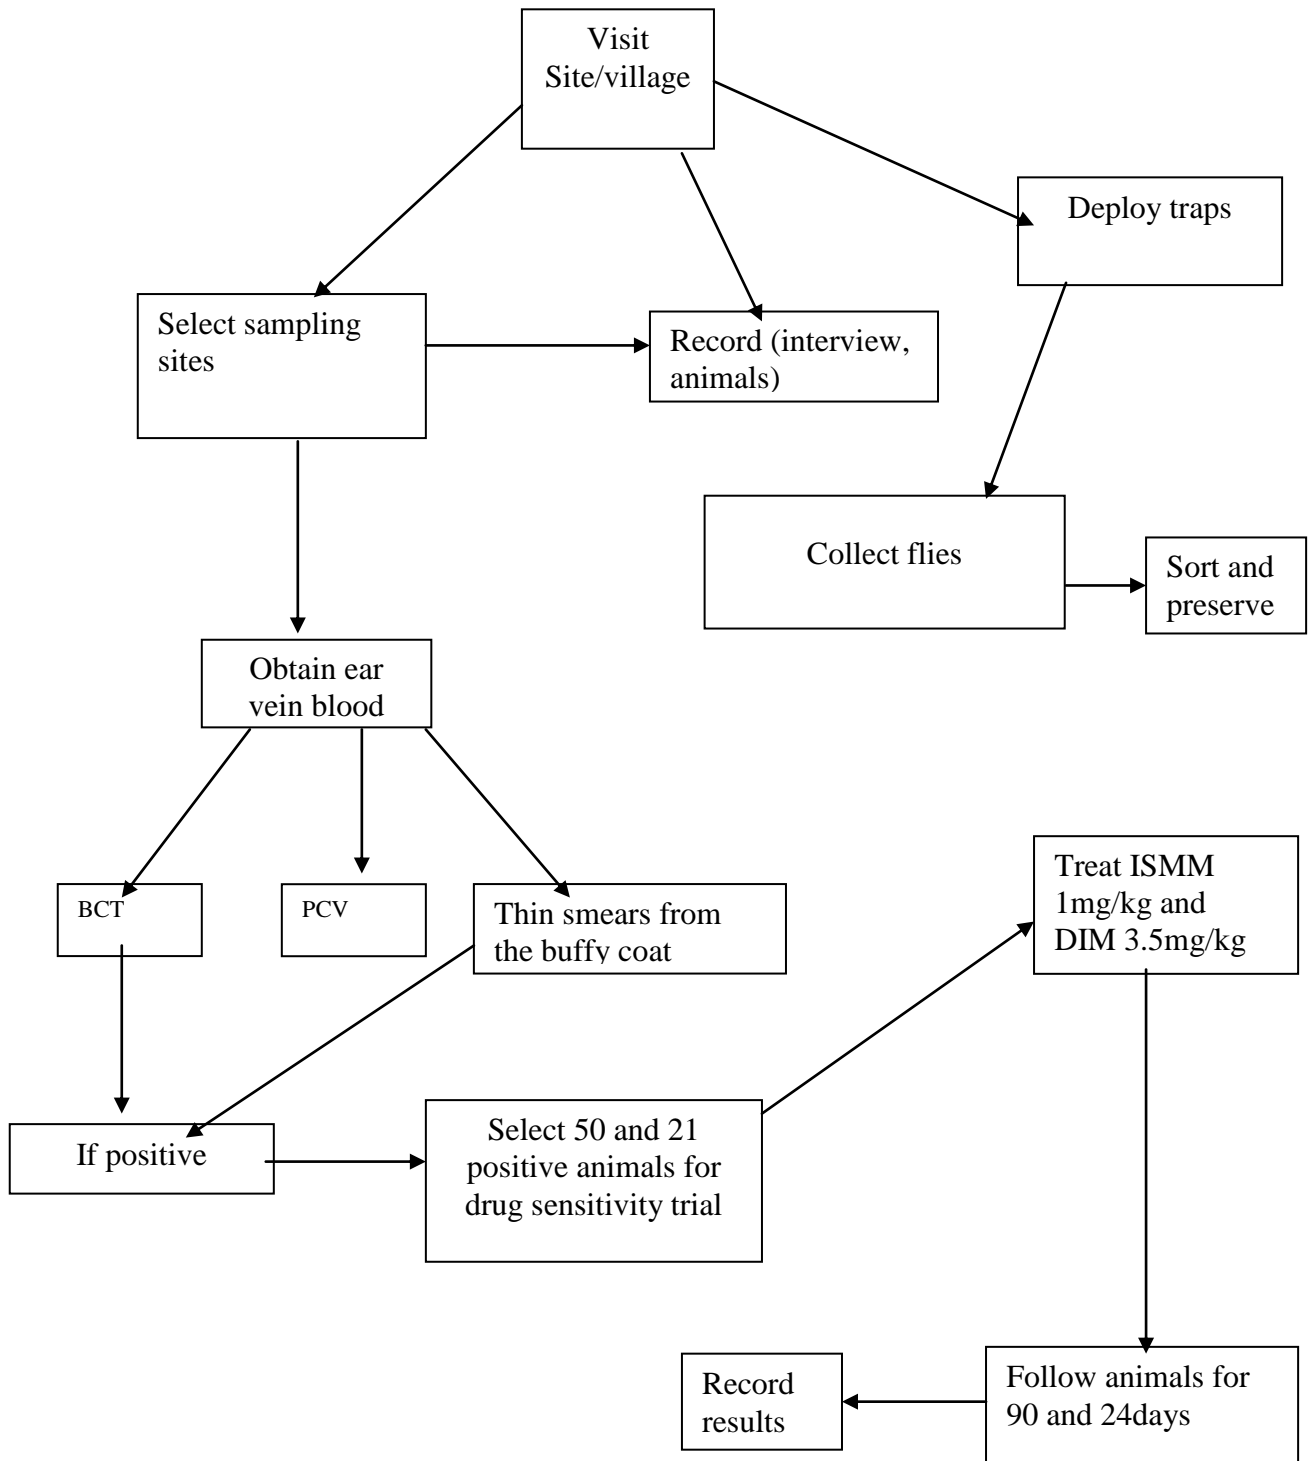 Visit
Site/village
Deploy traps
Select sampling
sites
Record (interview,
animals)
Collect flies
Sort and
preserve
Obtain ear
vein blood
BCT
PCV
Thin smears from
the buffy coat
Treat ISMM
1mg/kg and
DIM 3.5mg/kg
If positive
Select 50 and 21
positive animals for
drug sensitivity trial
Record
results
Follow animals for
90 and 24days